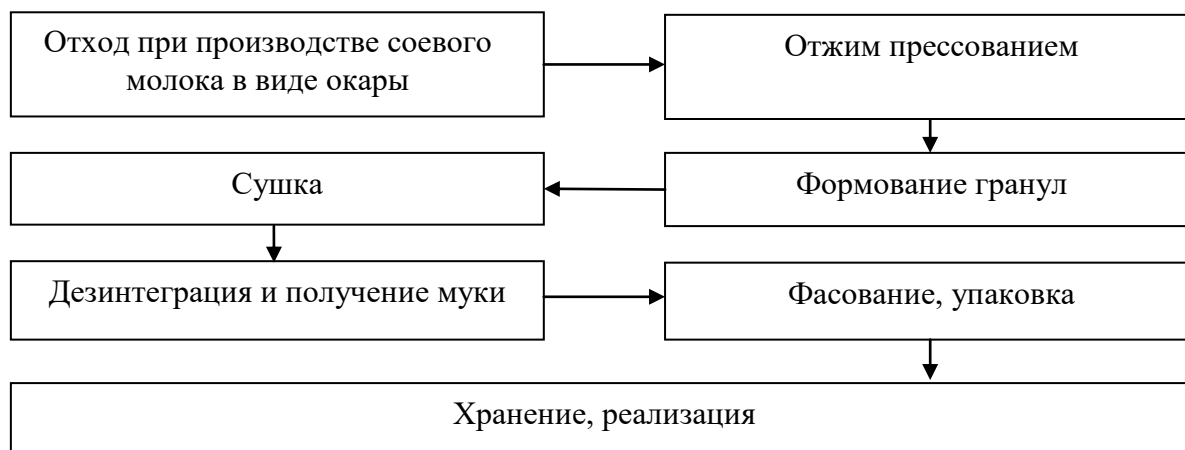 Отход при производстве соевого
молока в виде окары
Отжим прессованием
Формование гранул
Сушка
Дезинтеграция и получение муки
Фасование, упаковка
Хранение, реализация